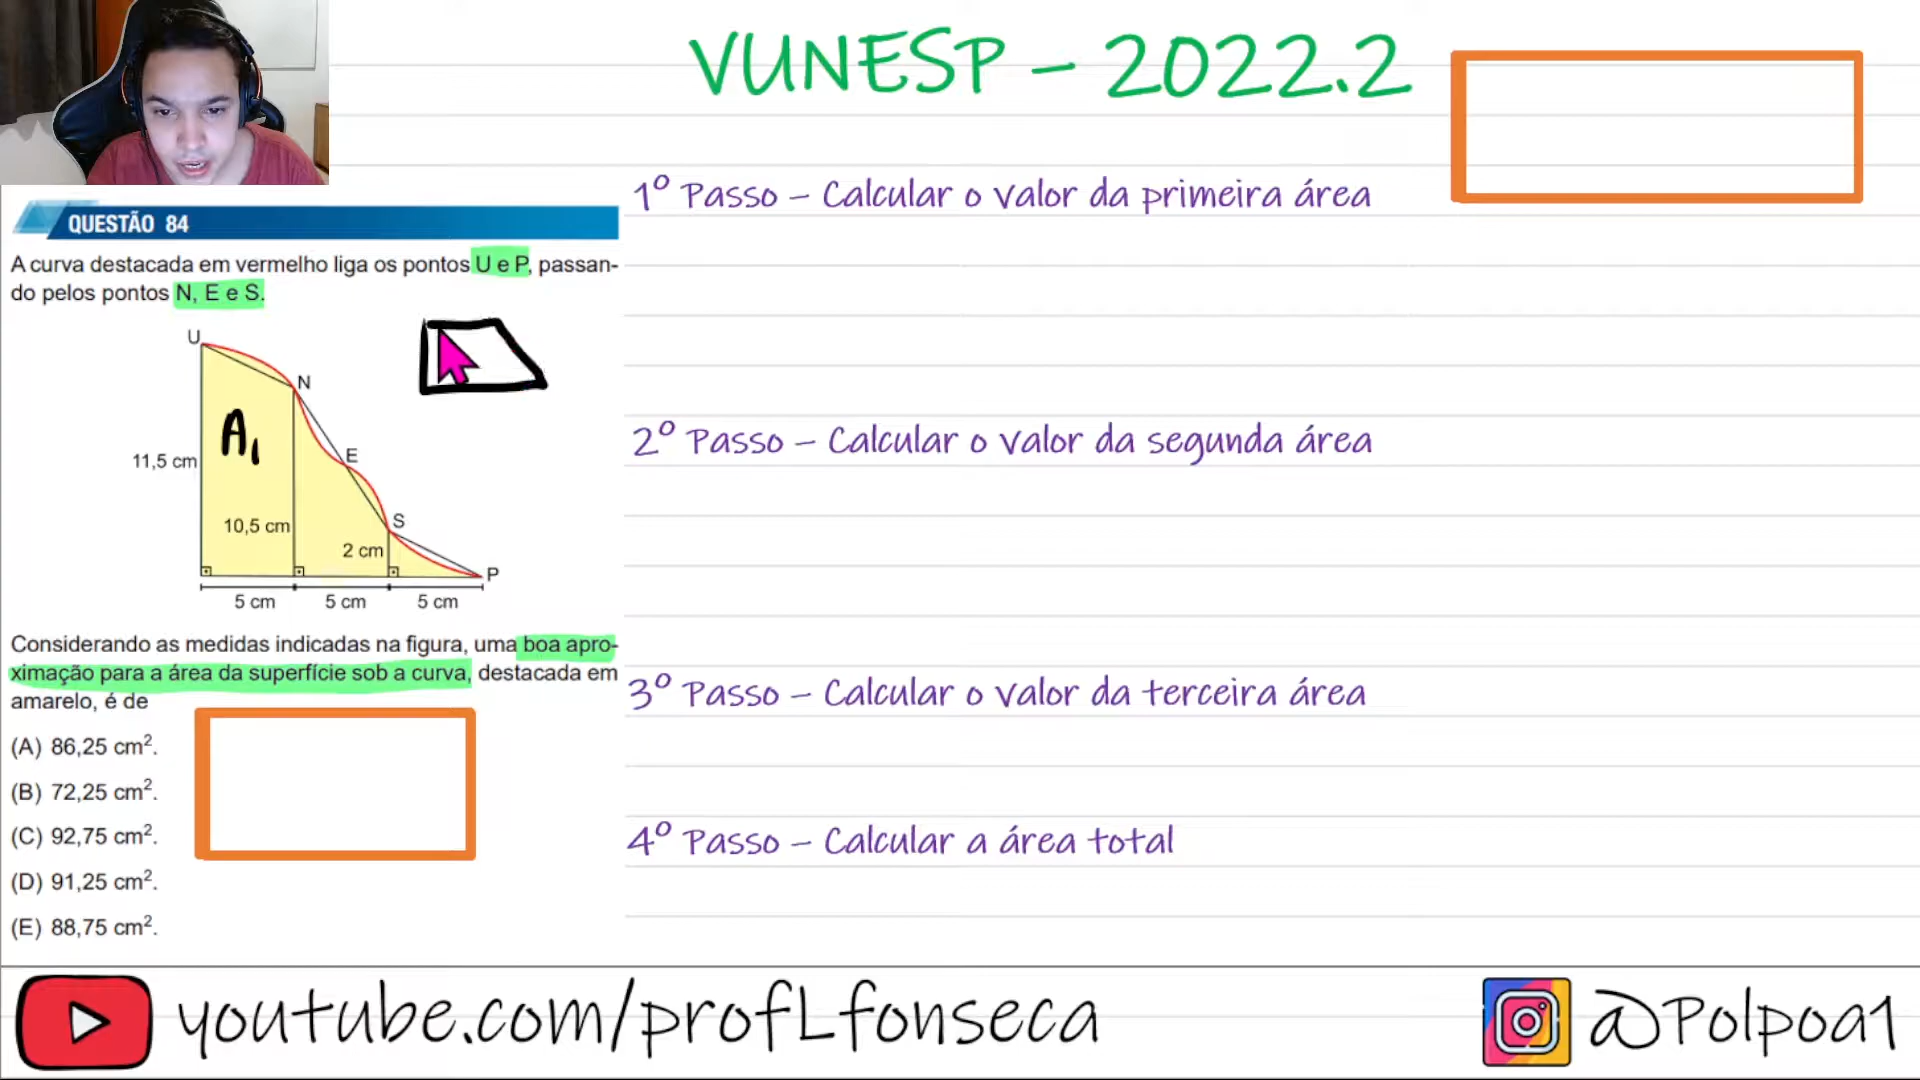 VUNESP – 2022.2
QUESTÃO 84
A curva destacada em vermelho liga os pontos U e P, passan-
do pelos pontos N, E e S.
U
N
A₁
E
11,5 cm
S
10,5 cm
2 cm
P
5 cm 5 cm 5 cm
Considerando as medidas indicadas na figura, uma boa apro-
ximação para a área da superfície sob a curva, destacada em
amarelo, é de
(A) 86,25 cm².
(B) 72,25 cm².
(C) 92,75 cm².
(D) 91,25 cm².
(E) 88,75 cm².
1º Passo – Calcular o valor da primeira área
2º Passo – Calcular o valor da segunda área
3º Passo – Calcular o valor da terceira área
4º Passo – Calcular a área total
youtube.com/profLfonseca
@Polpoa1